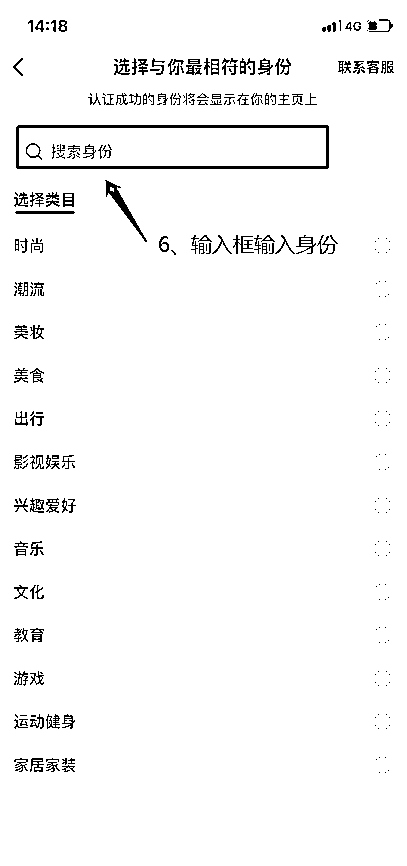 14:18 4G
选择与你最相符的身份 联系客服
认证成功的身份将会显示在你的主页上
搜索身份
选择类目
6、输入框输入身份
时尚
潮流
美妆
美食
出行
影视娱乐
兴趣爱好
音乐
文化
教育
游戏
运动健身
家居家装